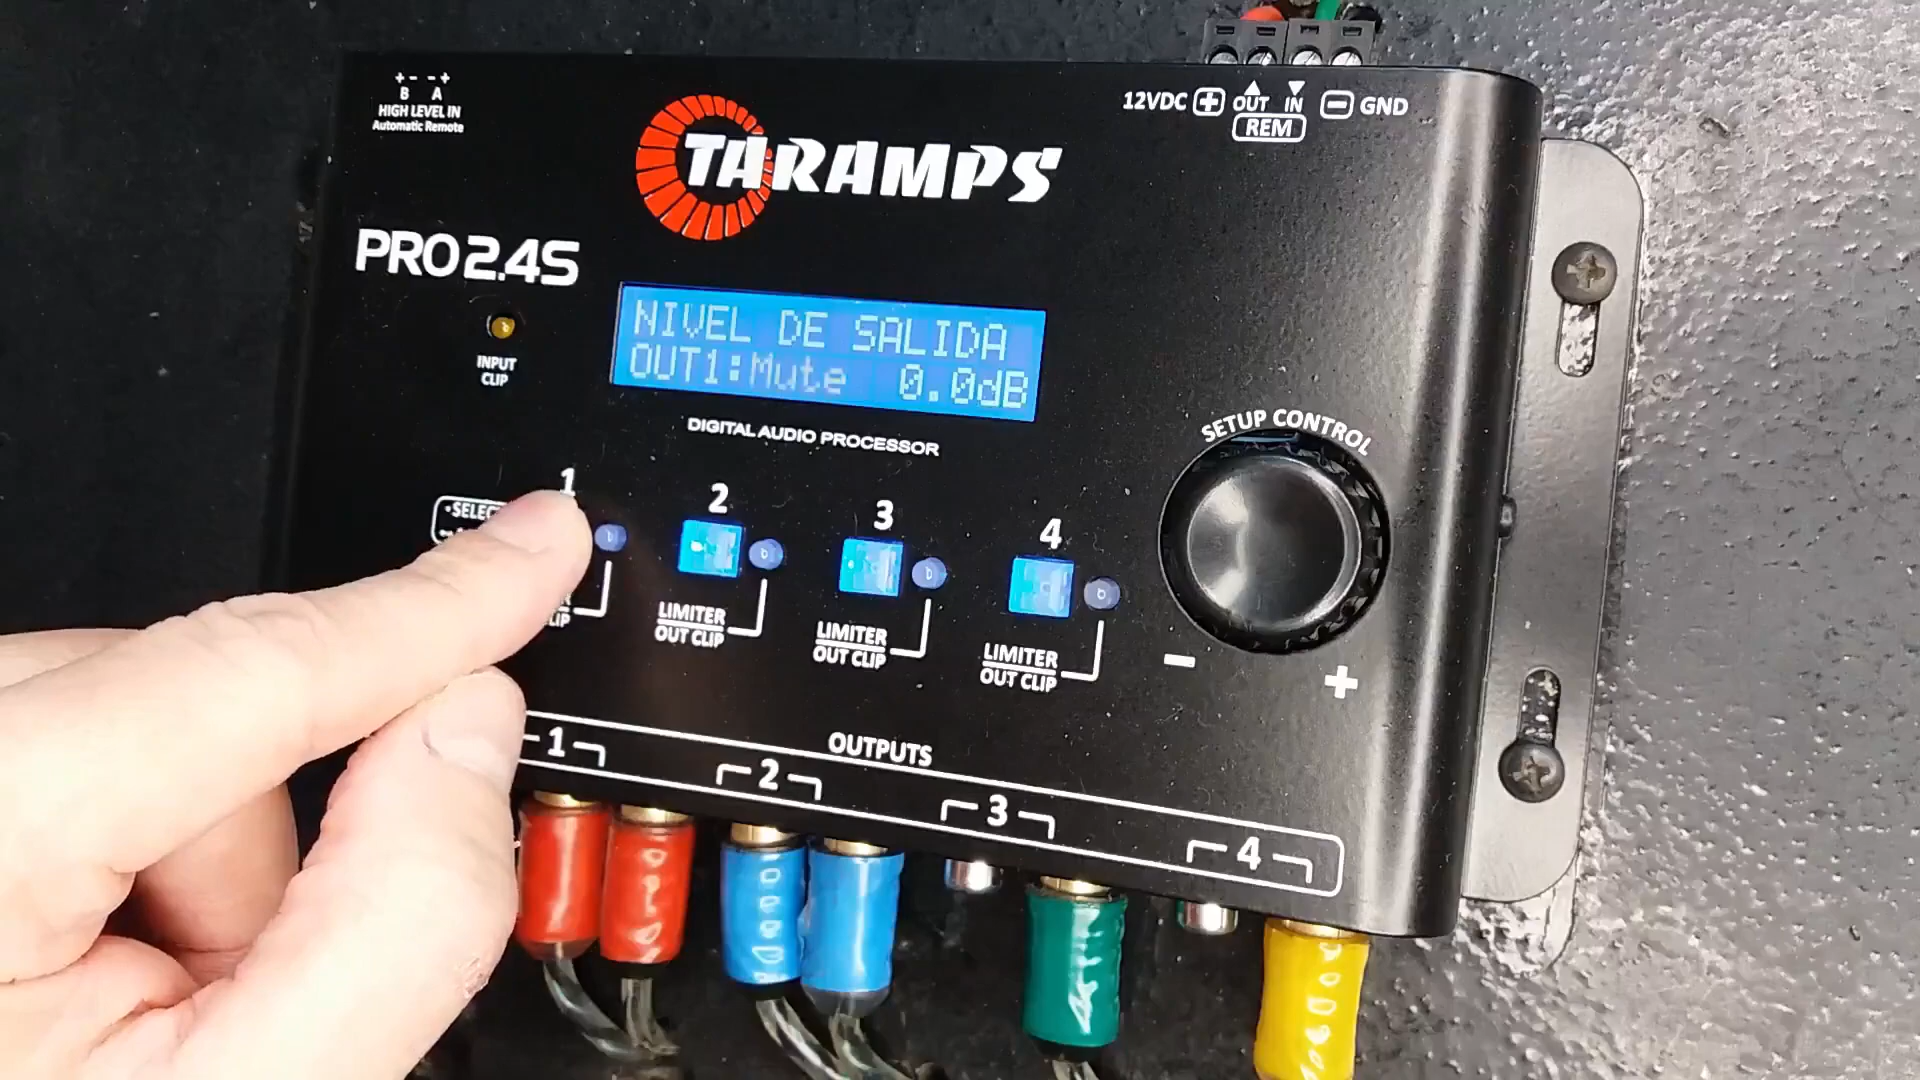 + - - +
B A
HIGH LEVEL IN
Automatic Remote
12VDC + OUT IN - GND
REM
TARAMPS
PRO2.4S
INPUT
CLIP
NIVEL DE SALIDA
OUT1:Mute 0.0dB
DIGITAL AUDIO PROCESSOR
SETUP CONTROL
- +
1
2
3
4
LIMITER
OUT CLIP
LIMITER
OUT CLIP
LIMITER
OUT CLIP
OUTPUTS
1
2
3
4